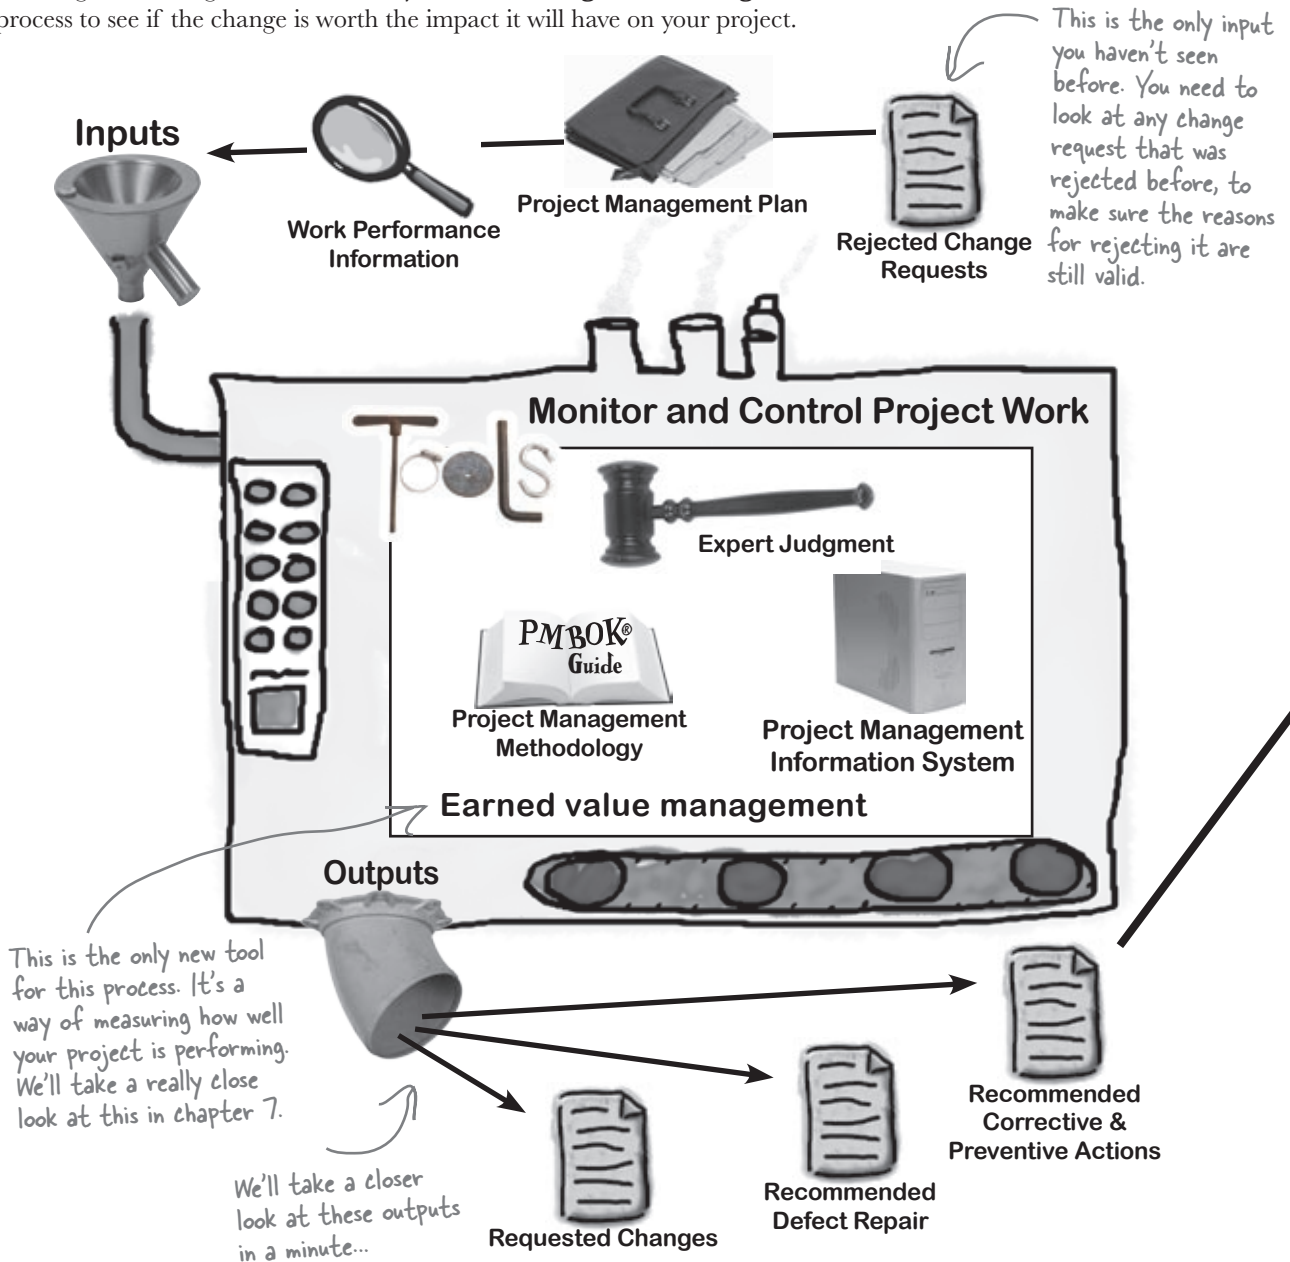 process to see if the change is worth the impact it will have on your project.
This is the only input
you haven't seen
before. You need to
look at any change
request that was
rejected before, to
make sure the reasons
for rejecting it are
still valid.
Inputs
Work Performance
Information
Project Management Plan
Rejected Change
Requests
Monitor and Control Project Work
Tools
Expert Judgment
PMBOK®
Guide
Project Management
Methodology
Project Management
Information System
Earned value management
Outputs
This is the only new tool
for this process. It's a
way of measuring how well
your project is performing.
We'll take a really close
look at this in chapter 7.
We'll take a closer
look at these outputs
in a minute...
Requested Changes
Recommended
Defect Repair
Recommended
Corrective &
Preventive Actions